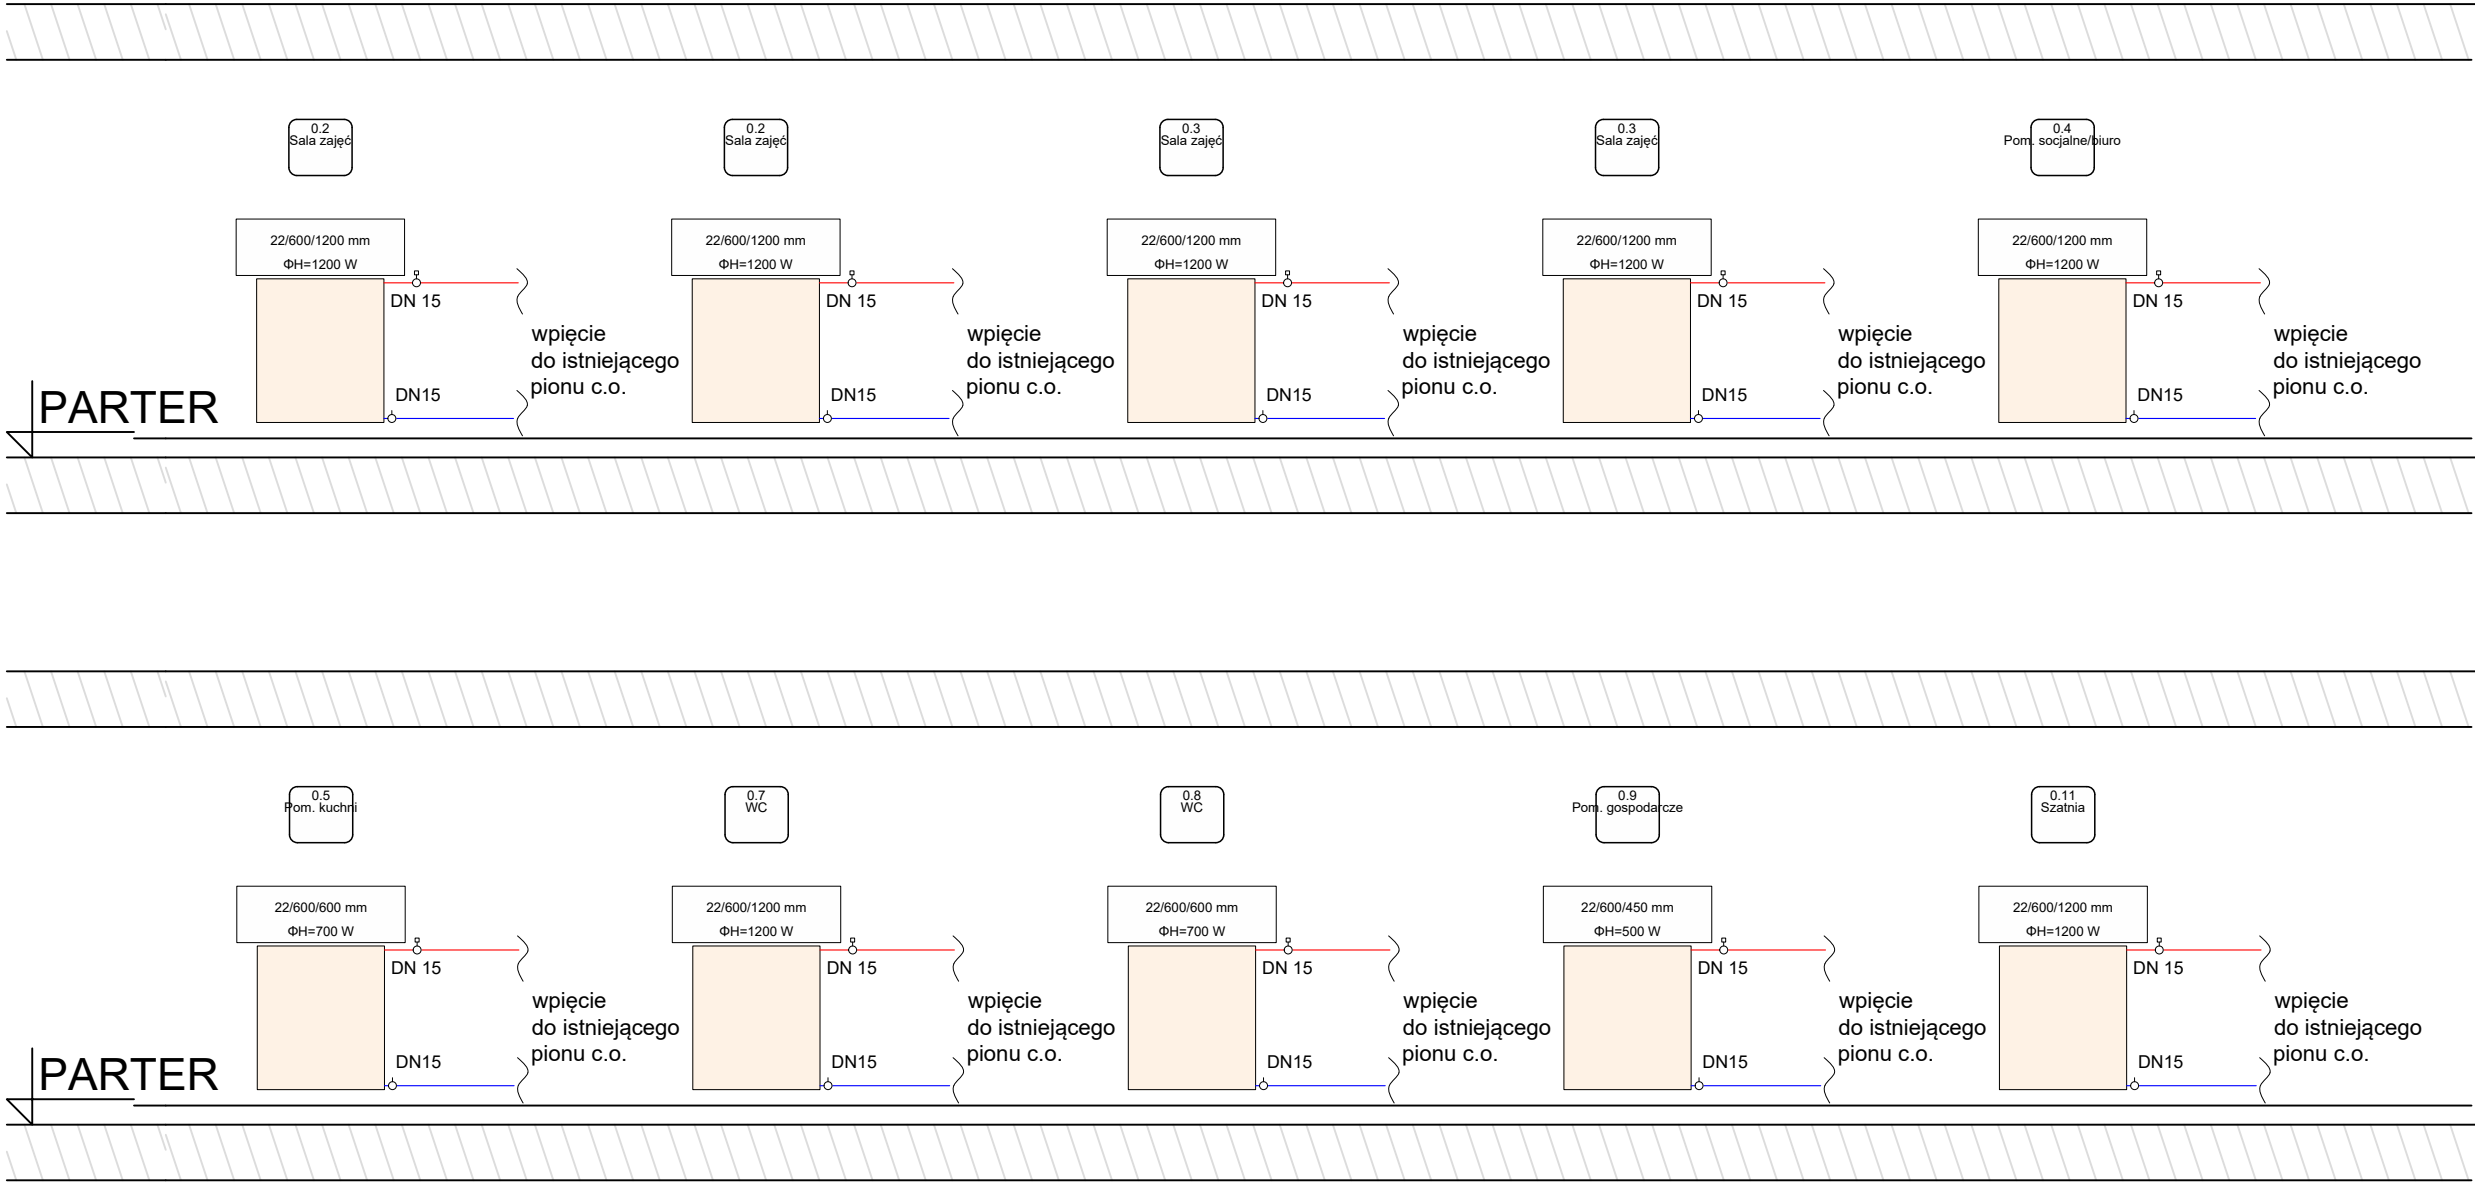 0.2
Sala zajęć
0.2
Sala zajęć
0.3
Sala zajęć
0.3
Sala zajęć
0.4
Pom. socjalne/biuro
22/600/1200 mm
ΦH=1200 W
22/600/1200 mm
ΦH=1200 W
22/600/1200 mm
ΦH=1200 W
22/600/1200 mm
ΦH=1200 W
22/600/1200 mm
ΦH=1200 W
DN 15
wpięcie
do istniejącego
pionu c.o.
DN15
DN 15
wpięcie
do istniejącego
pionu c.o.
DN15
DN 15
wpięcie
do istniejącego
pionu c.o.
DN15
DN 15
wpięcie
do istniejącego
pionu c.o.
DN15
DN 15
wpięcie
do istniejącego
pionu c.o.
DN15
PARTER
0.5
Pom. kuchni
0.7
WC
0.8
WC
0.9
Pom. gospodarcze
0.11
Szatnia
22/600/600 mm
ΦH=700 W
22/600/1200 mm
ΦH=1200 W
22/600/600 mm
ΦH=700 W
22/600/450 mm
ΦH=500 W
22/600/1200 mm
ΦH=1200 W
DN 15
wpięcie
do istniejącego
pionu c.o.
DN15
DN 15
wpięcie
do istniejącego
pionu c.o.
DN15
DN 15
wpięcie
do istniejącego
pionu c.o.
DN15
DN 15
wpięcie
do istniejącego
pionu c.o.
DN15
DN 15
wpięcie
do istniejącego
pionu c.o.
DN15
PARTER